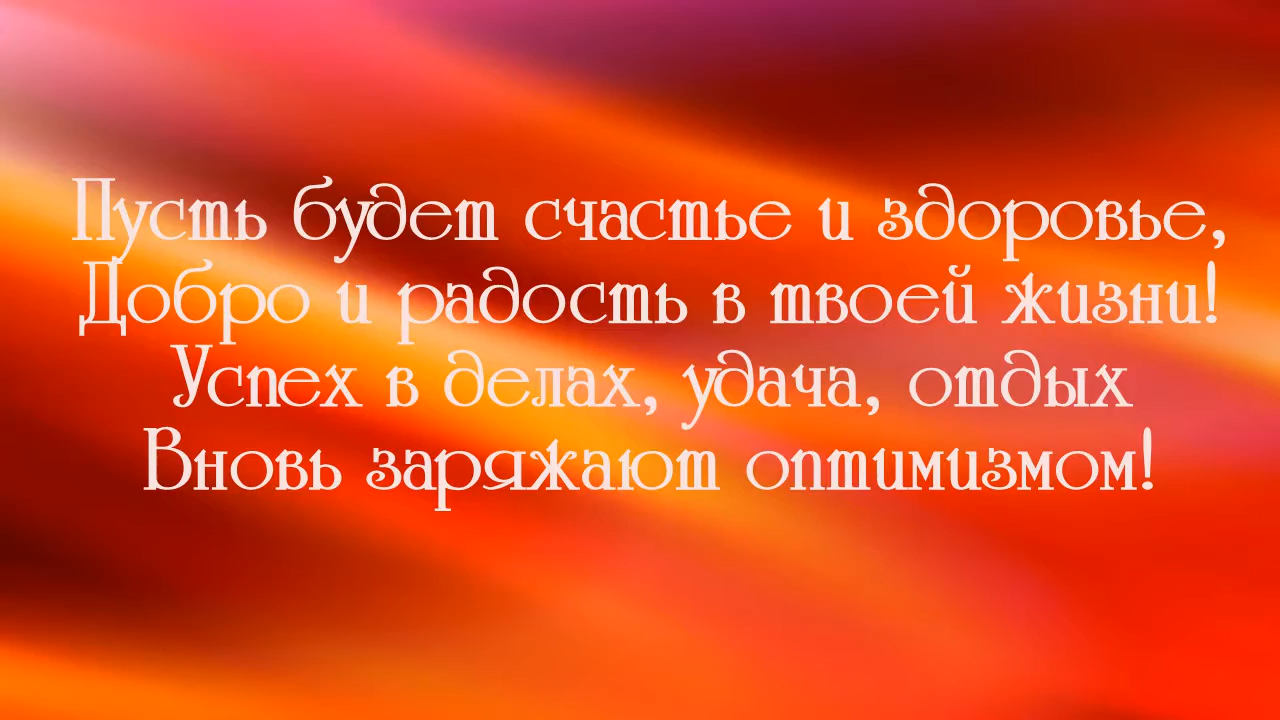 Пусть будет счастье и здоровье,
Добро и радость в твоей жизни!
Успех в делах, удача, отдых
Вновь заряжают оптимизмом!